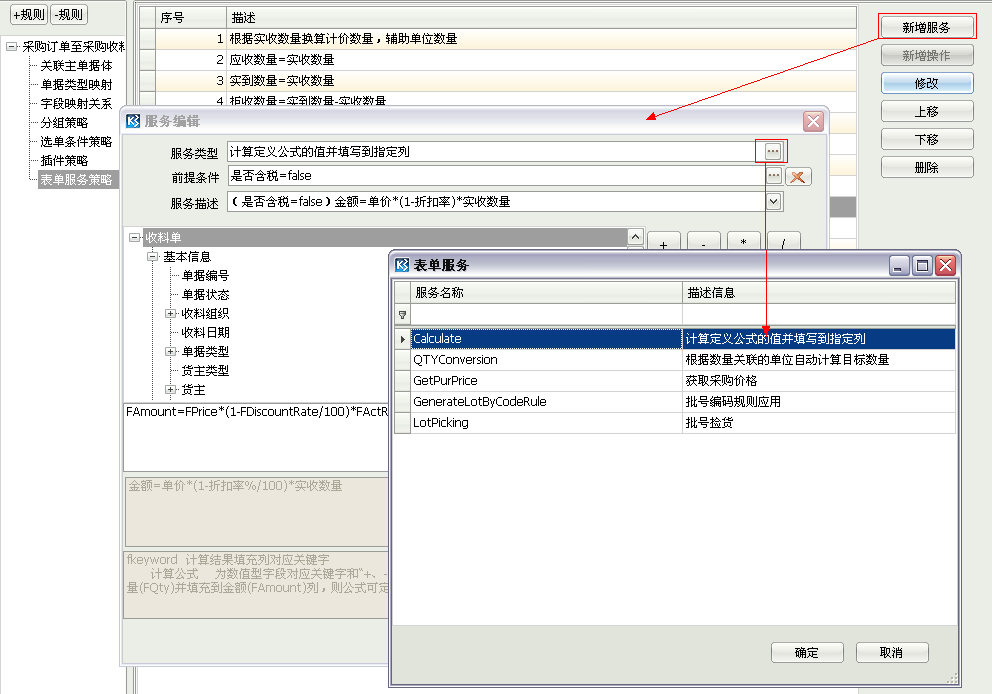 +规则 -规则
采购订单至采购收料
关联主单据体
单据类型映射
字段映射关系
分组策略
选单条件策略
插件策略
表单服务策略
序号 描述
1 根据实收数量换算计价数量，辅助单位数量
2 应收数量=实收数量
3 实到数量=实收数量
4 拒收数量=实到数量-实收数量
新增服务
新增操作
修改
上移
下移
删除
服务编辑
服务类型 计算定义公式的值并填写到指定列 ...
前提条件 是否含税=false ...
服务描述 （是否含税=false）金额=单价*(1-折扣率)*实收数量
收料单
+ - * /
基本信息
单据编号
单据状态
收料组织
收料日期
单据类型
货主类型
货主
FAmount=FPrice*(1-FDiscountRate/100)*FActR
金额=单价*(1-折扣率%/100)*实收数量
fkeyword 计算结果填充列对应关键字
计算公式 为数值型字段对应关键字和“+、-
量(FQty)并填充到金额(FAmount)列，则公式可定
表单服务
服务名称 描述信息
Calculate 计算定义公式的值并填写到指定列
QTYConversion 根据数量关联的单位自动计算目标数量
GetPurPrice 获取采购价格
GenerateLotByCodeRule 批号编码规则应用
LotPicking 批号捡货
确定 取消